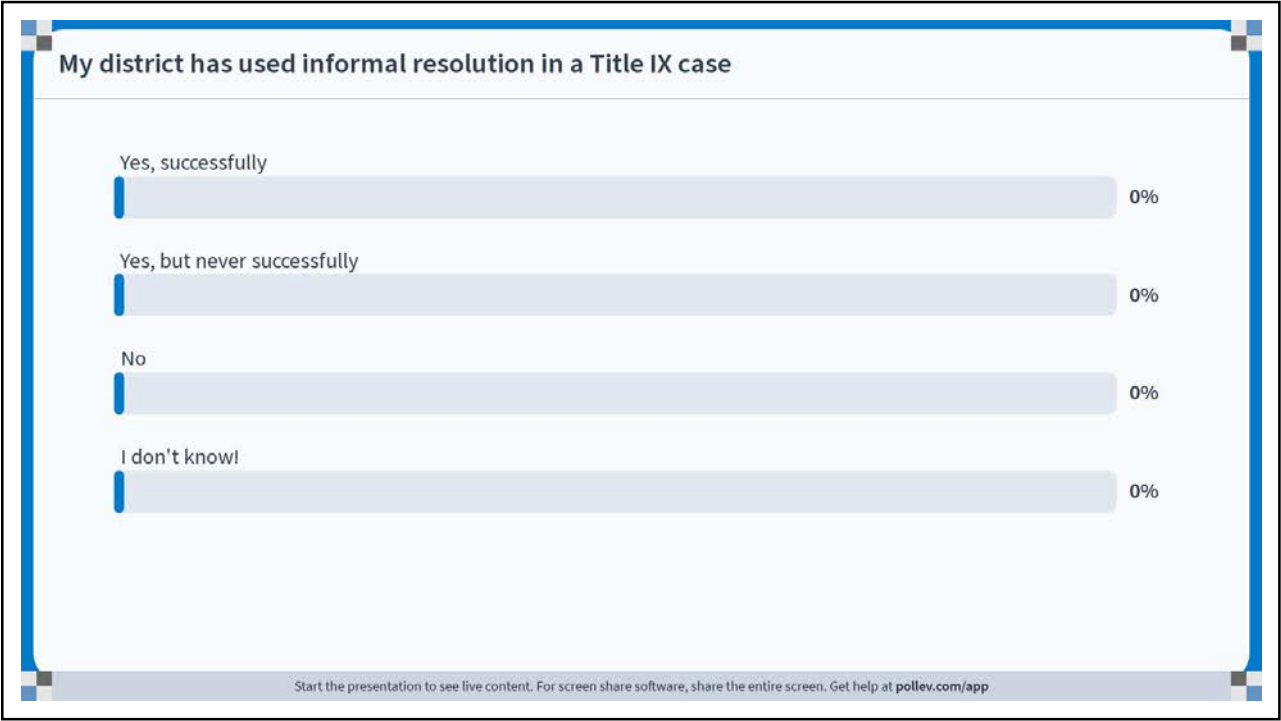 My district has used informal resolution in a Title IX case
Yes, successfully
0%
Yes, but never successfully
0%
No
0%
I don't know!
0%
Start the presentation to see live content. For screen share software, share the entire screen. Get help at pollev.com/app